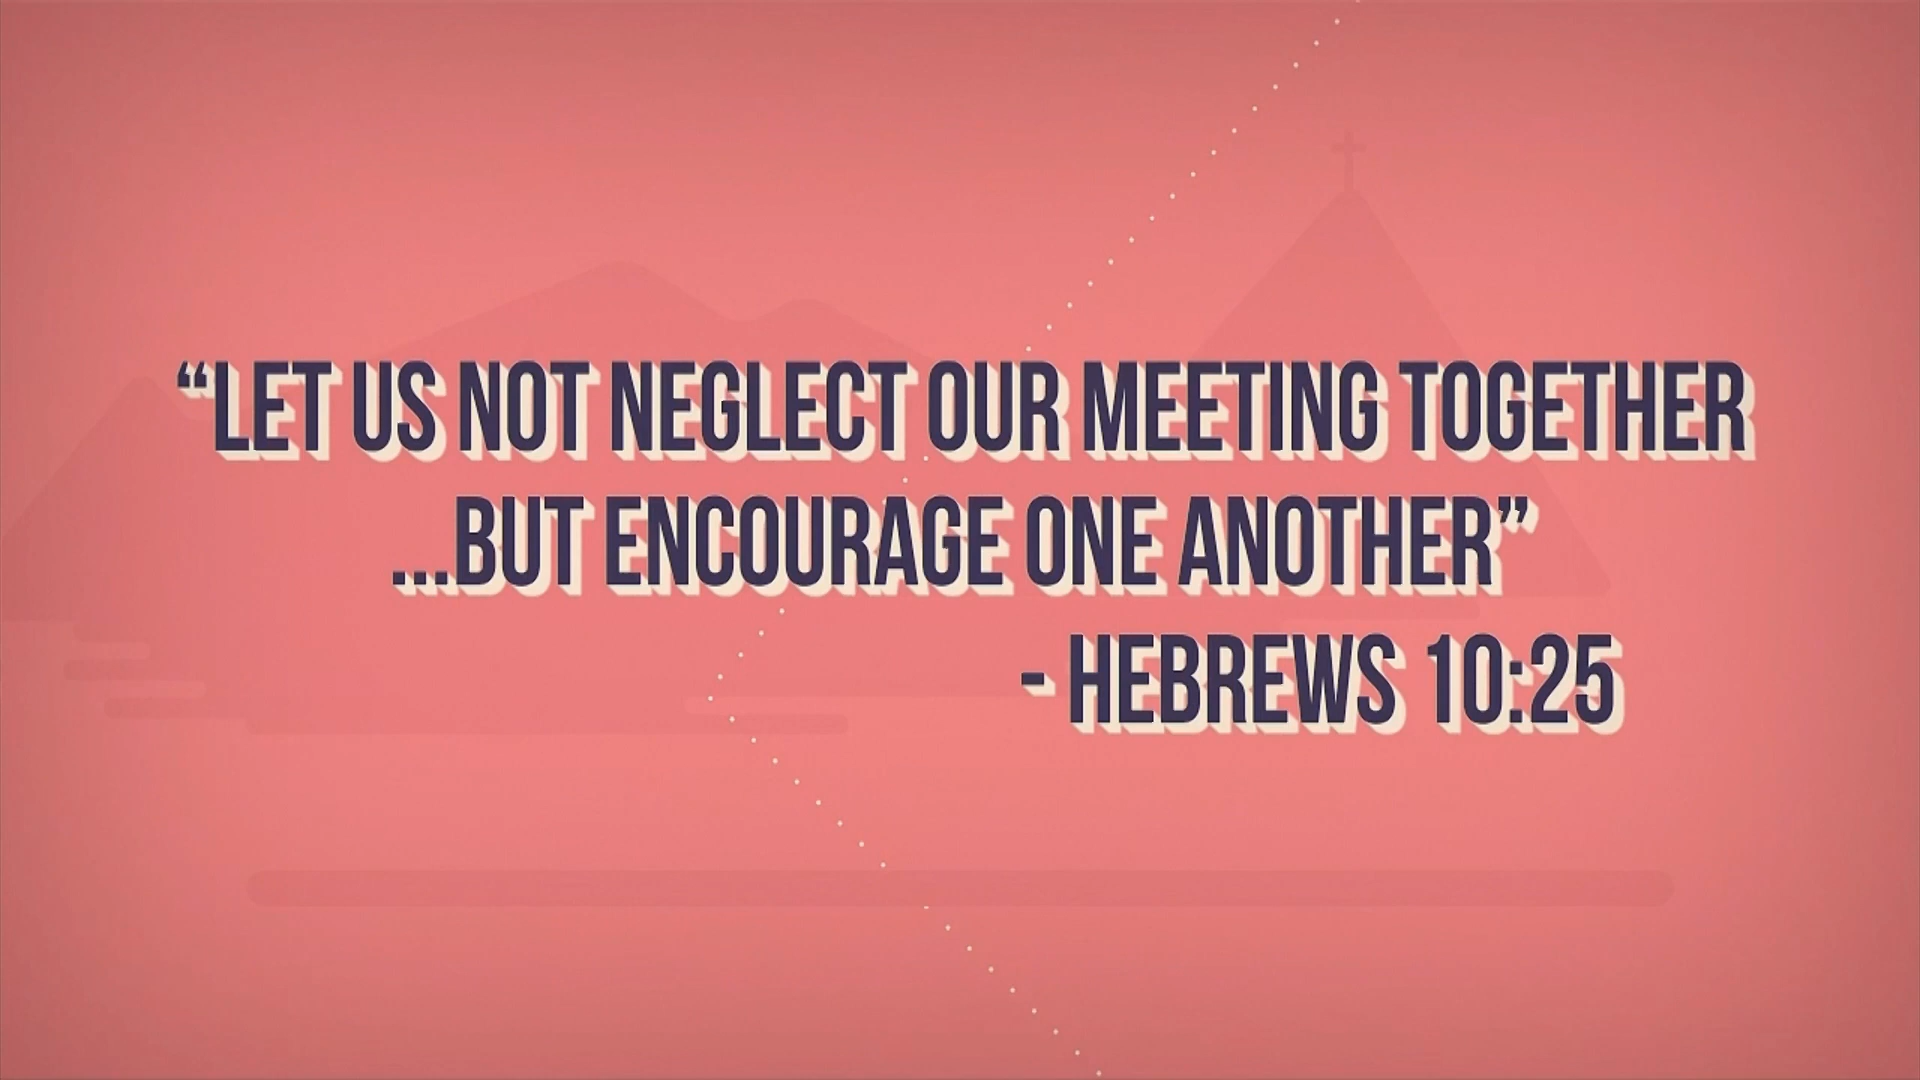 “LET US NOT NEGLECT OUR MEETING TOGETHER
...BUT ENCOURAGE ONE ANOTHER”
- HEBREWS 10:25